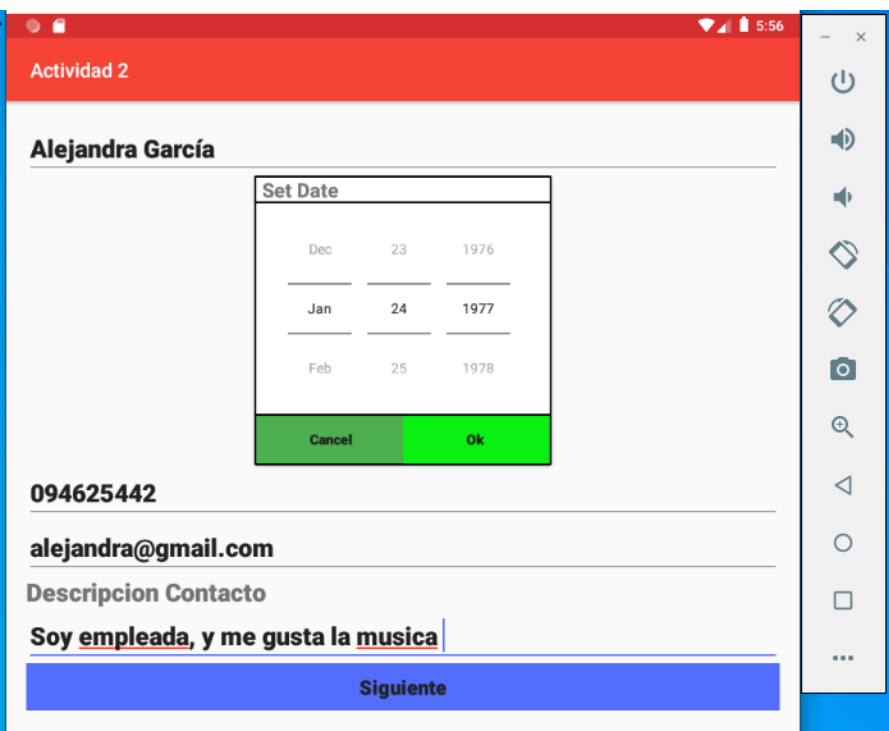 5:56
Actividad 2
Alejandra García
Set Date
Dec 23 1976
Jan 24 1977
Feb 25 1978
Cancel Ok
094625442
alejandra@gmail.com
Descripcion Contacto
Soy empleada, y me gusta la musica
Siguiente